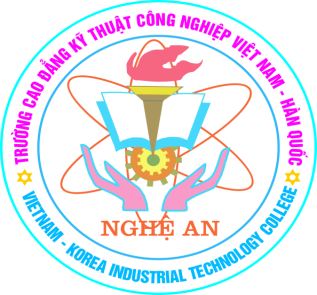 TRƯỜNG CAO ĐẲNG KỸ THUẬT CÔNG NGHIỆP VIỆT NAM - HÀN QUỐC
NGHỆ AN
VIETNAM - KOREA INDUSTRIAL TECHNOLOGY COLLEGE